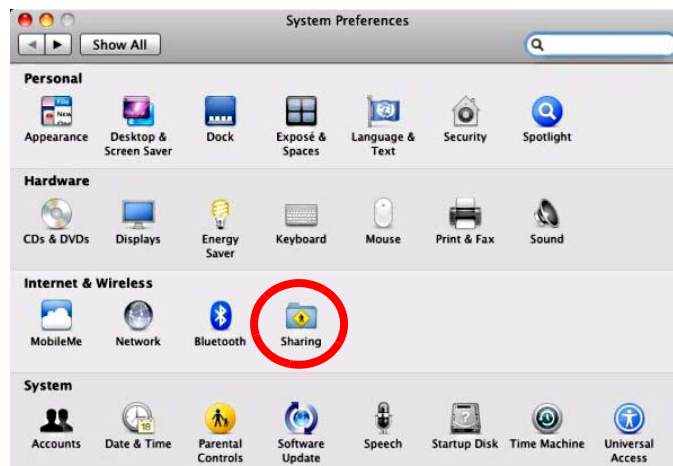 System Preferences
Show All
Personal
Appearance Desktop & Screen Saver Dock Exposé & Spaces Language & Text Security Spotlight
Hardware
CDs & DVDs Displays Energy Saver Keyboard Mouse Print & Fax Sound
Internet & Wireless
MobileMe Network Bluetooth Sharing
System
Accounts Date & Time Parental Controls Software Update Speech Startup Disk Time Machine Universal Access